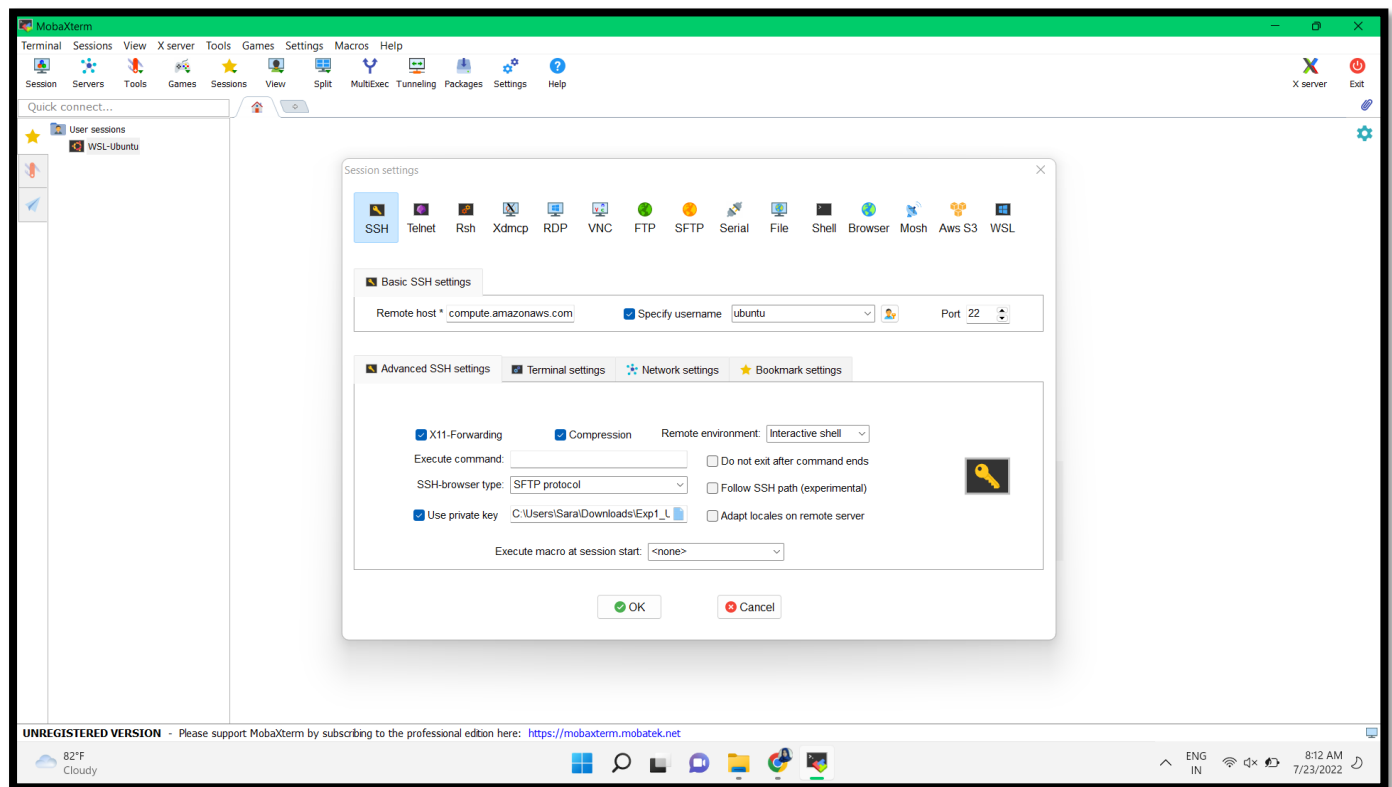 MobaXterm
Terminal Sessions View X server Tools Games Settings Macros Help
Session Servers Tools Games Sessions View Split MultiExec Tunneling Packages Settings Help X server Exit
Quick connect...
User sessions
WSL-Ubuntu
Session settings
SSH Telnet Rsh Xdmcp RDP VNC FTP SFTP Serial File Shell Browser Mosh Aws S3 WSL
Basic SSH settings
Remote host * compute.amazonaws.com Specify username ubuntu Port 22
Advanced SSH settings Terminal settings Network settings Bookmark settings
X11-Forwarding Compression Remote environment: Interactive shell
Execute command: Do not exit after command ends
SSH-browser type: SFTP protocol Follow SSH path (experimental)
Use private key C:\Users\Sara\Downloads\Exp1_L Adapt locales on remote server
Execute macro at session start: <none>
OK Cancel
UNREGISTERED VERSION - Please support MobaXterm by subscribing to the professional edition here: https://mobaxterm.mobatek.net
82°F
Cloudy
ENG
IN
8:12 AM
7/23/2022